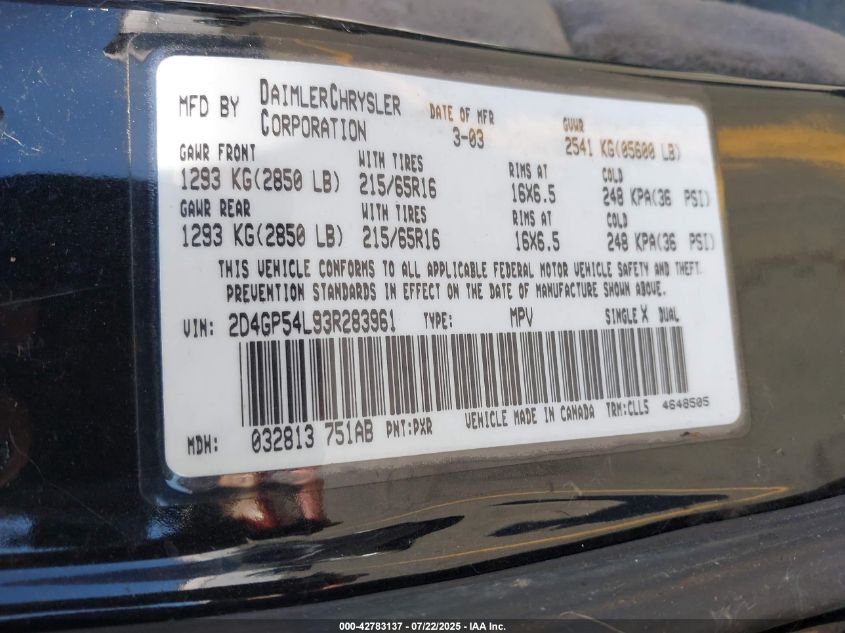 MFD BY DAIMLERCHRYSLER CORPORATION DATE OF MFR 3-03 GVWR 2541 KG(05600 LB)
GAWR FRONT WITH TIRES RIMS AT COLD
1293 KG(2850 LB) 215/65R16 16X6.5 248 KPA(36 PSI)
GAWR REAR WITH TIRES RIMS AT COLD
1293 KG(2850 LB) 215/65R16 16X6.5 248 KPA(36 PSI)
THIS VEHICLE CONFORMS TO ALL APPLICABLE FEDERAL MOTOR VEHICLE SAFETY AND THEFT
PREVENTION STANDARDS IN EFFECT ON THE DATE OF MANUFACTURE SHOWN ABOVE.
VIN: 2D4GP54L93R283961 TYPE: MPV SINGLE X DUAL
MDH: 032813 751AB PNT:PXR VEHICLE MADE IN CANADA TRM:CLL5 4648505
000-42783137 - 07/22/2025 - IAA Inc.